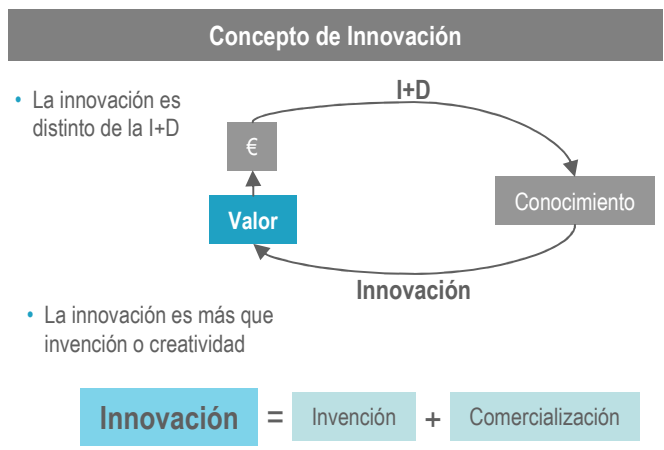 Concepto de Innovación
• La innovación es
distinto de la I+D
I+D
€
Conocimiento
Valor
Innovación
• La innovación es más que
invención o creatividad
Innovación = Invención + Comercialización